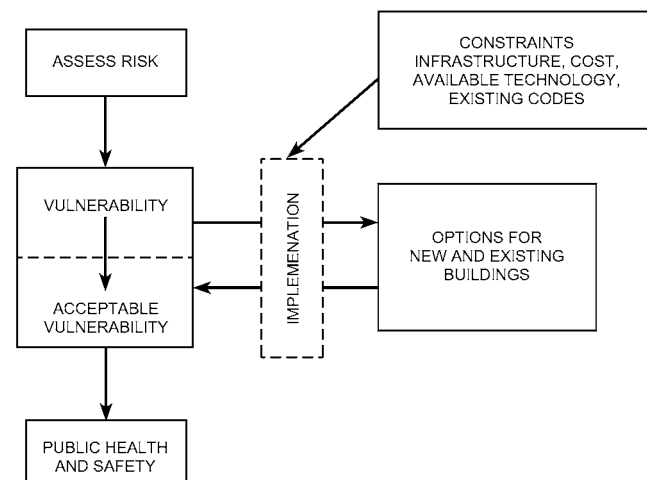 ASSESS RISK
CONSTRAINTS
INFRASTRUCTURE, COST,
AVAILABLE TECHNOLOGY,
EXISTING CODES
VULNERABILITY
ACCEPTABLE
VULNERABILITY
IMPLEMENATION
OPTIONS FOR
NEW AND EXISTING
BUILDINGS
PUBLIC HEALTH
AND SAFETY